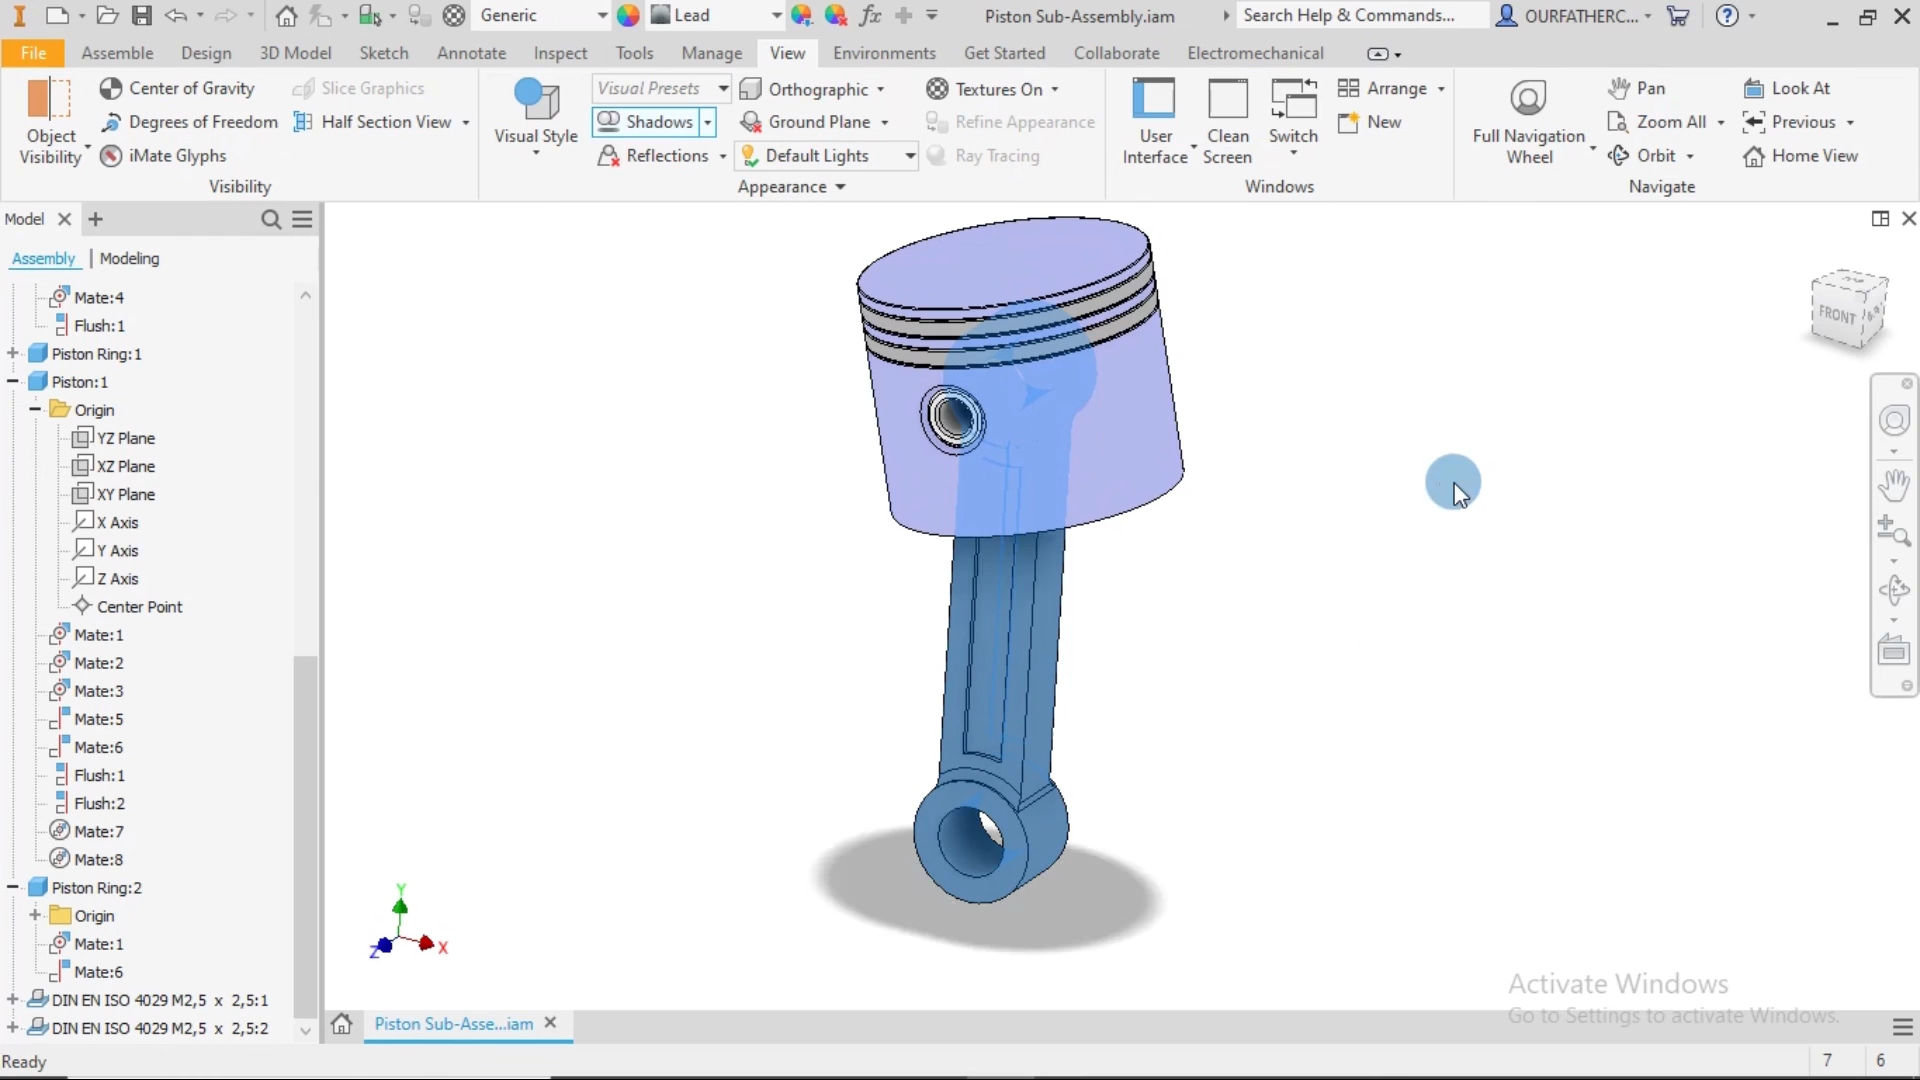 Generic
Lead
fx
Piston Sub-Assembly.iam
Search Help & Commands...
OURFATHERC...
File Assemble Design 3D Model Sketch Annotate Inspect Tools Manage View Environments Get Started Collaborate Electromechanical
Object Visibility
Center of Gravity
Degrees of Freedom
iMate Glyphs
Slice Graphics
Half Section View
Visibility
Visual Style
Visual Presets
Shadows
Reflections
Orthographic
Ground Plane
Default Lights
Textures On
Refine Appearance
Ray Tracing
Appearance
User Interface
Clean Screen
Switch
Arrange
New
Windows
Full Navigation Wheel
Pan
Zoom All
Orbit
Look At
Previous
Home View
Navigate
Model
Assembly | Modeling
Mate:4
Flush:1
Piston Ring:1
Piston:1
Origin
YZ Plane
XZ Plane
XY Plane
X Axis
Y Axis
Z Axis
Center Point
Mate:1
Mate:2
Mate:3
Mate:5
Mate:6
Flush:1
Flush:2
Mate:7
Mate:8
Piston Ring:2
Origin
Mate:1
Mate:6
DIN EN ISO 4029 M2,5 x 2,5:1
DIN EN ISO 4029 M2,5 x 2,5:2
FRONT
Y
Z
X
Activate Windows
Go to Settings to activate Windows.
Piston Sub-Asse...iam
Ready
7 6